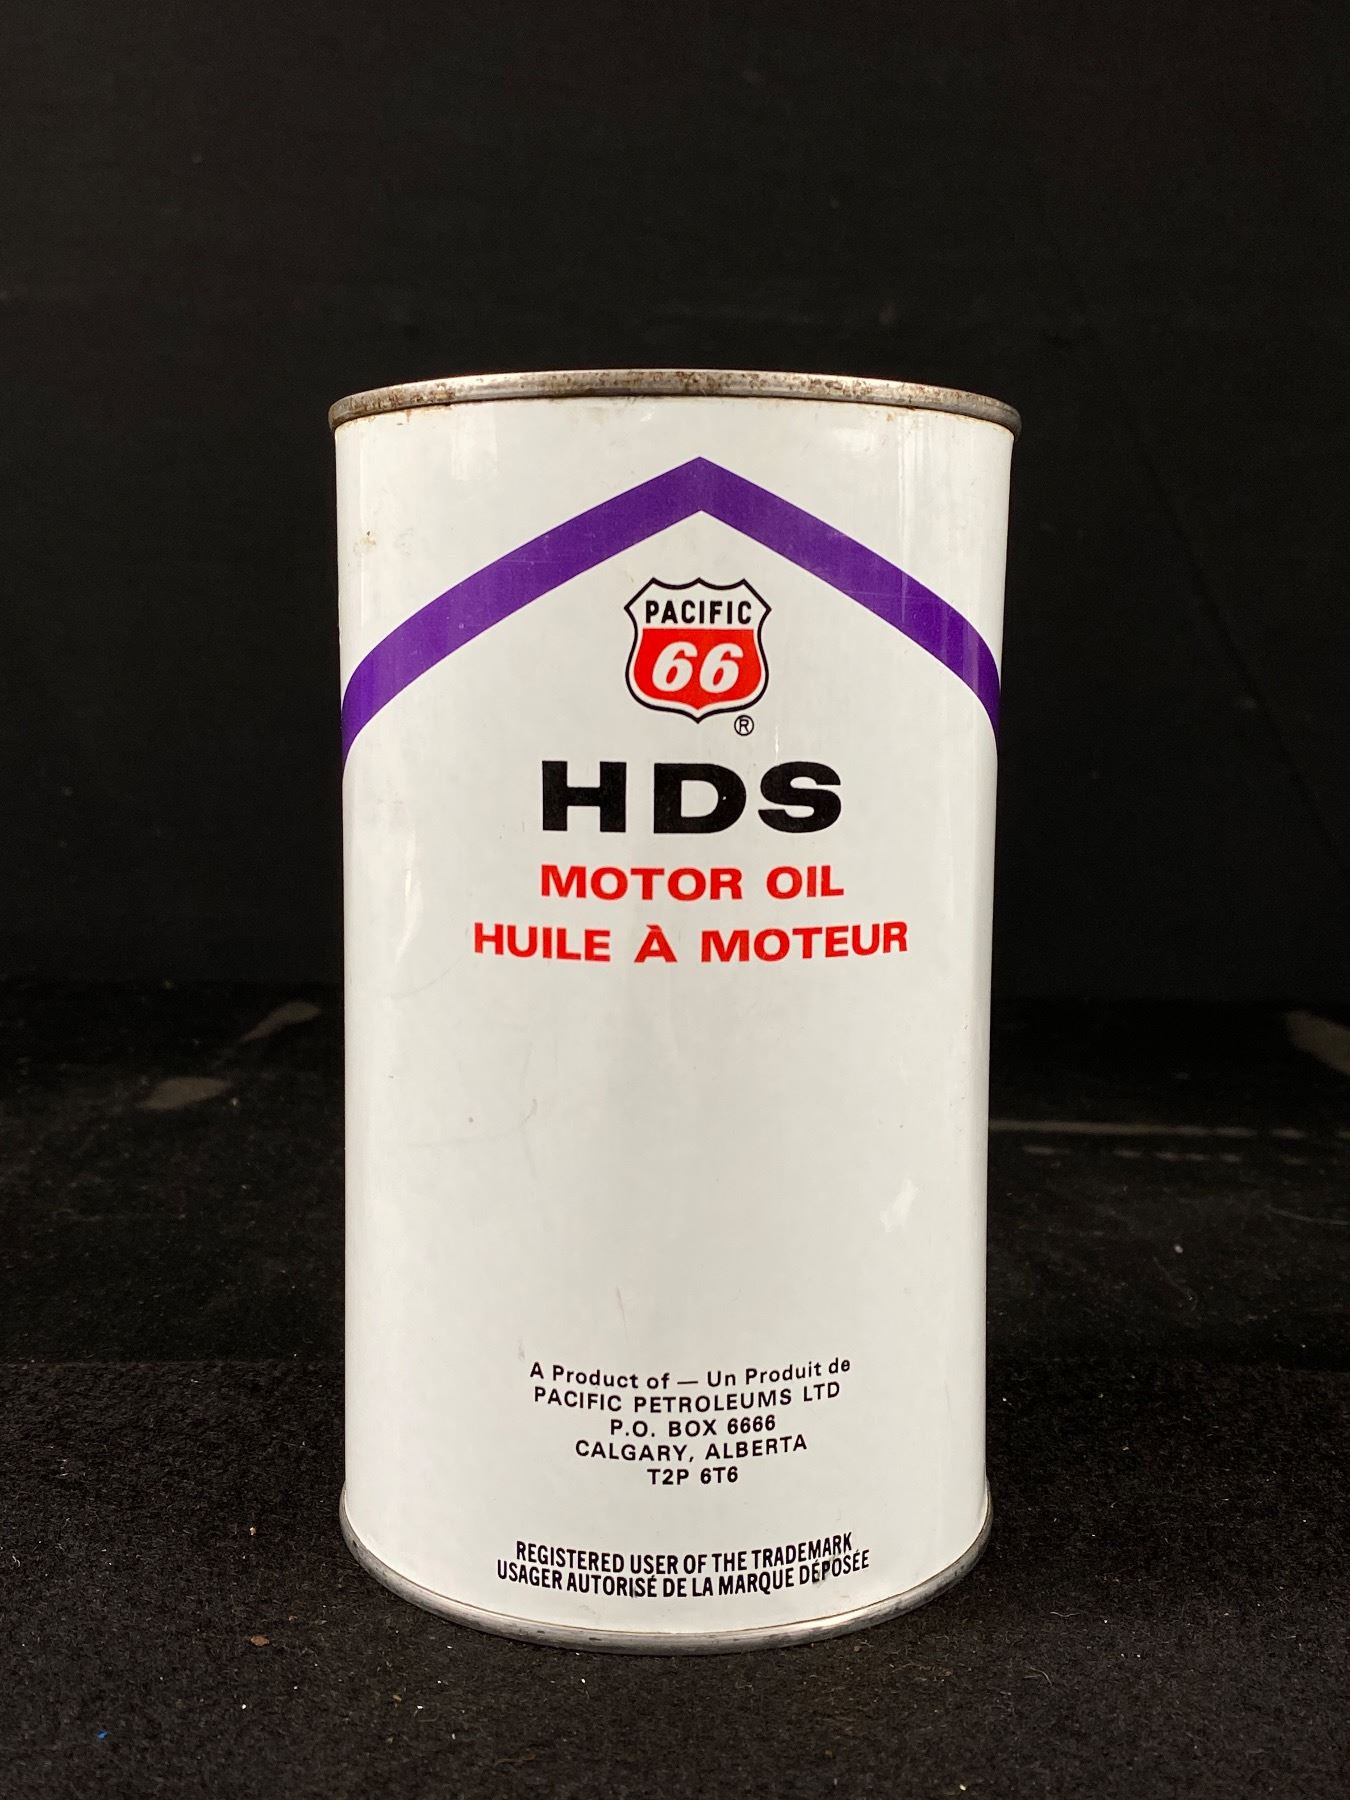 PACIFIC
66
®
HDS
MOTOR OIL
HUILE À MOTEUR
A Product of — Un Produit de
PACIFIC PETROLEUMS LTD
P.O. BOX 6666
CALGARY, ALBERTA
T2P 6T6
REGISTERED USER OF THE TRADEMARK
USAGER AUTORISÉ DE LA MARQUE DÉPOSÉE